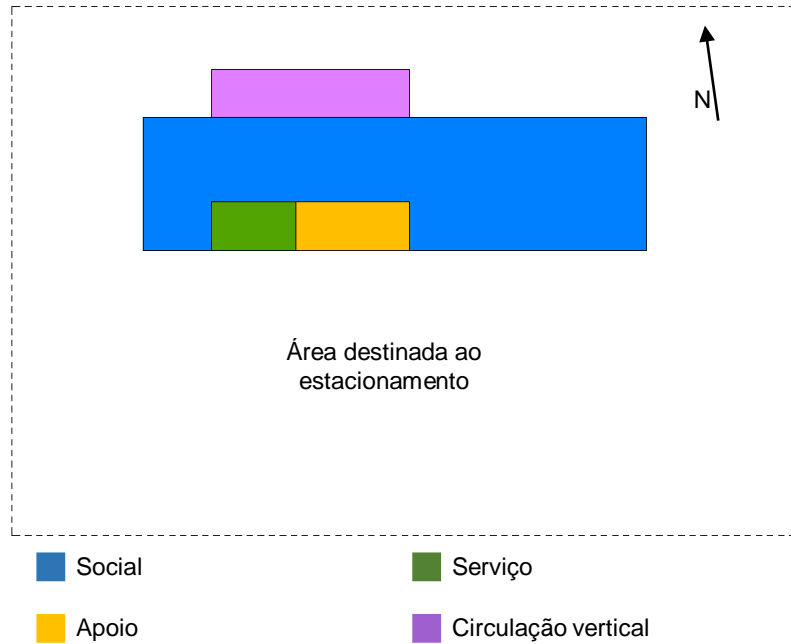 N
Área destinada ao
estacionamento
Social
Serviço
Apoio
Circulação vertical